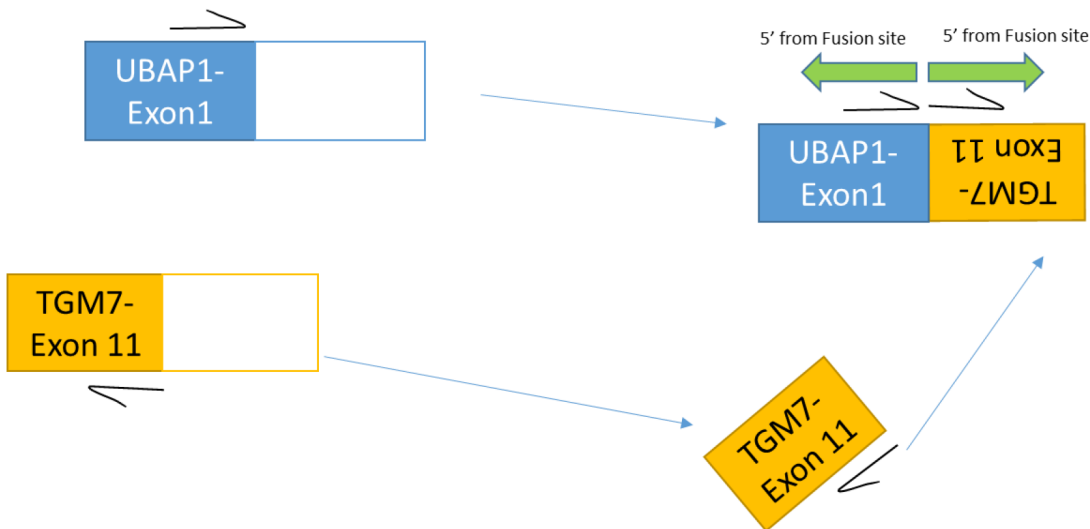 UBAP1-
Exon1
5’ from Fusion site
5’ from Fusion site
UBAP1-
Exon1
TGM7-
Exon 11
TGM7-
Exon 11
TGM7-
Exon 11